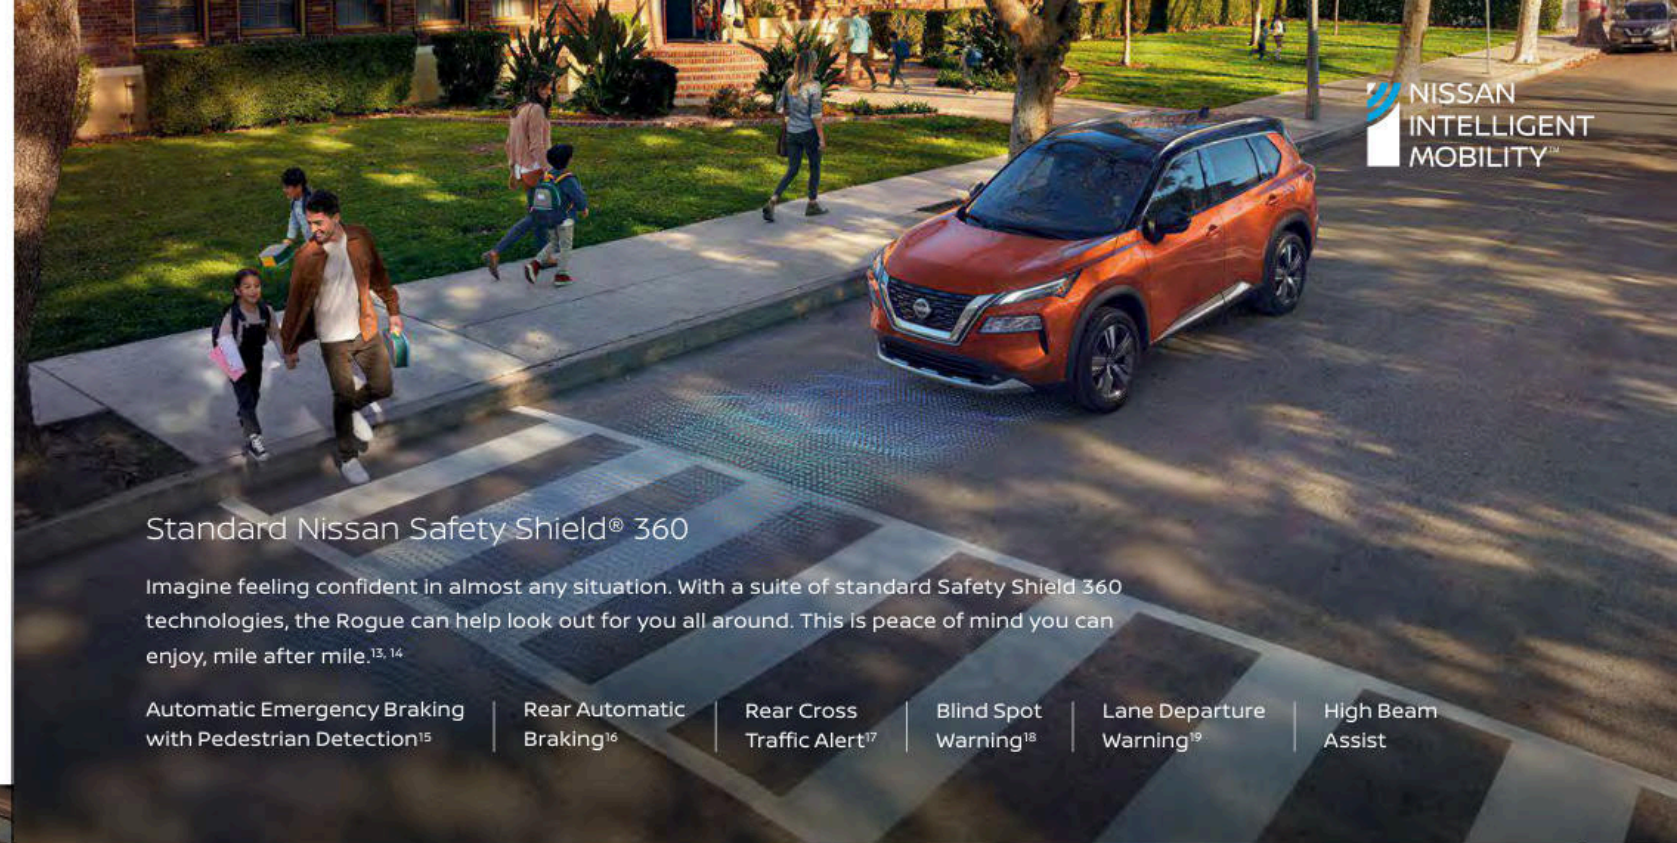 NISSAN
INTELLIGENT
MOBILITY™
Standard Nissan Safety Shield® 360
Imagine feeling confident in almost any situation. With a suite of standard Safety Shield 360
technologies, the Rogue can help look out for you all around. This is peace of mind you can
enjoy, mile after mile.13, 14
Automatic Emergency Braking
with Pedestrian Detection15
Rear Automatic
Braking16
Rear Cross
Traffic Alert17
Blind Spot
Warning18
Lane Departure
Warning19
High Beam
Assist